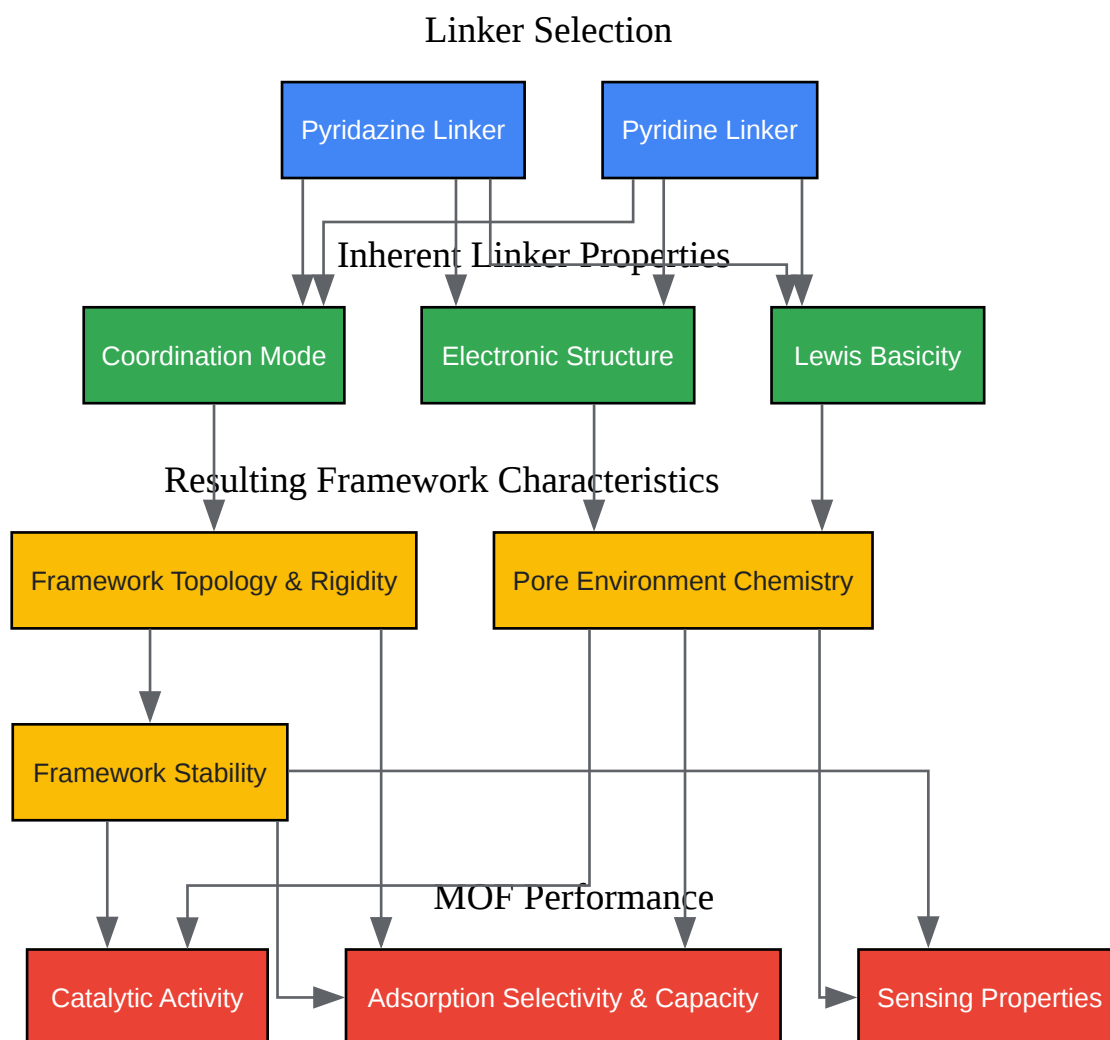 Linker Selection
Pyridazine Linker
Pyridine Linker
Inherent Linker Properties
Coordination Mode
Electronic Structure
Lewis Basicity
Resulting Framework Characteristics
Framework Topology & Rigidity
Pore Environment Chemistry
Framework Stability
MOF Performance
Catalytic Activity
Adsorption Selectivity & Capacity
Sensing Properties